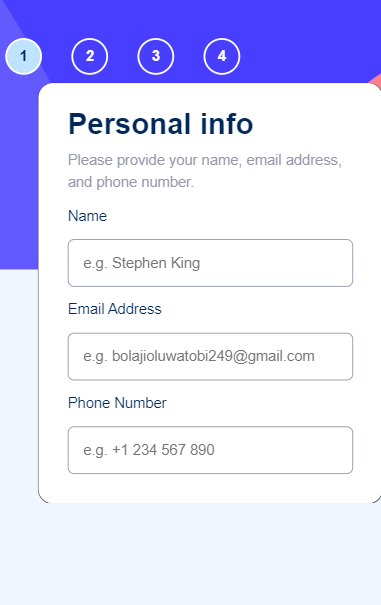 1 2 3 4
Personal info
Please provide your name, email address,
and phone number.
Name
e.g. Stephen King
Email Address
e.g. bolajioluwatobi249@gmail.com
Phone Number
e.g. +1 234 567 890